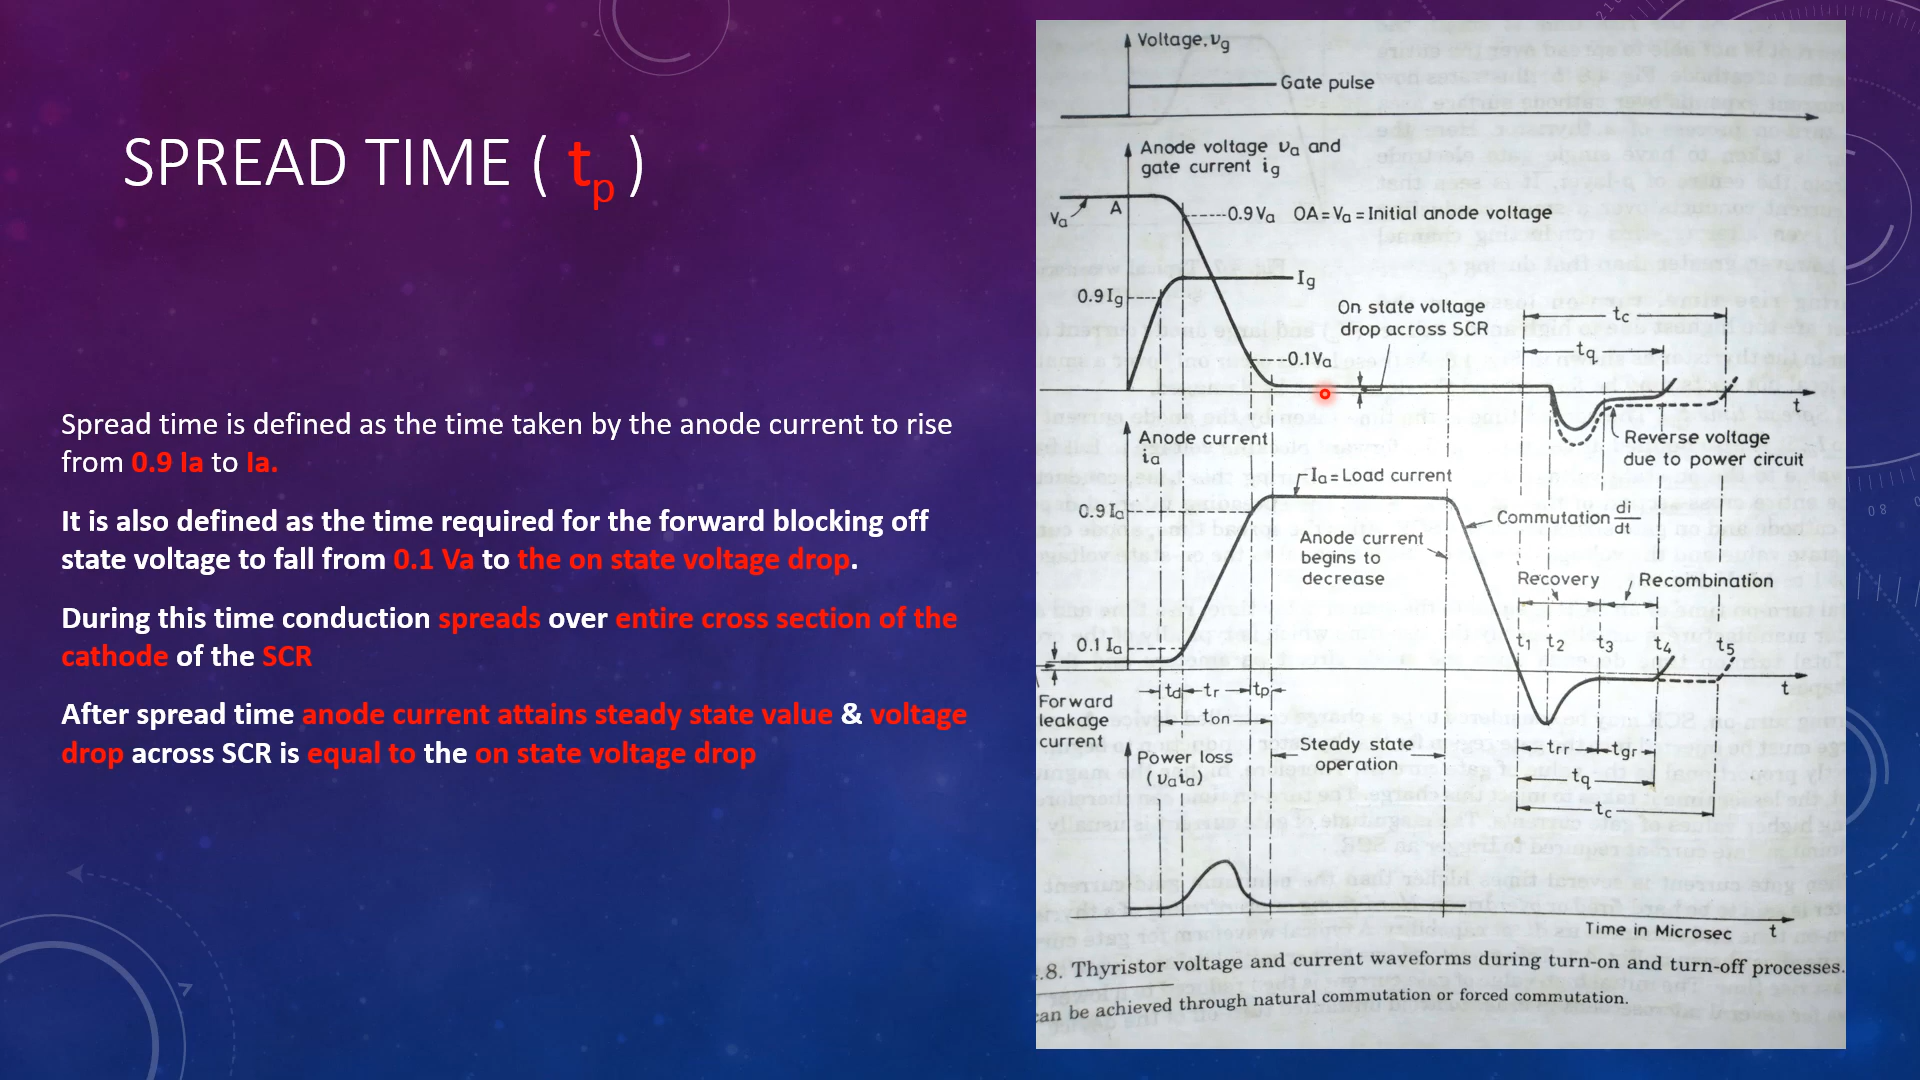 SPREAD TIME ( tp )
Spread time is defined as the time taken by the anode current to rise
from 0.9 Ia to Ia.
It is also defined as the time required for the forward blocking off
state voltage to fall from 0.1 Va to the on state voltage drop.
During this time conduction spreads over entire cross section of the
cathode of the SCR
After spread time anode current attains steady state value & voltage
drop across SCR is equal to the on state voltage drop
Voltage, vg
Gate pulse
Anode voltage va and
gate current ig
Va
A
0.9 Va OA = Va = Initial anode voltage
Ig
0.9 Ig
On state voltage
drop across SCR
0.1 Va
tc
tq
t
Reverse voltage
due to power circuit
Anode current
ia
Ia = Load current
0.9 Ia
Commutation di/dt
Anode current
begins to
decrease
Recovery
Recombination
0.1 Ia
t1 t2 t3 t4 t5
t
Forward
leakage
current
td tr tp
ton
Steady state
operation
trr tgr
tq
tc
Power loss
(va ia)
Time in Microsec t
.8. Thyristor voltage and current waveforms during turn-on and turn-off processes.
can be achieved through natural commutation or forced commutation.
80